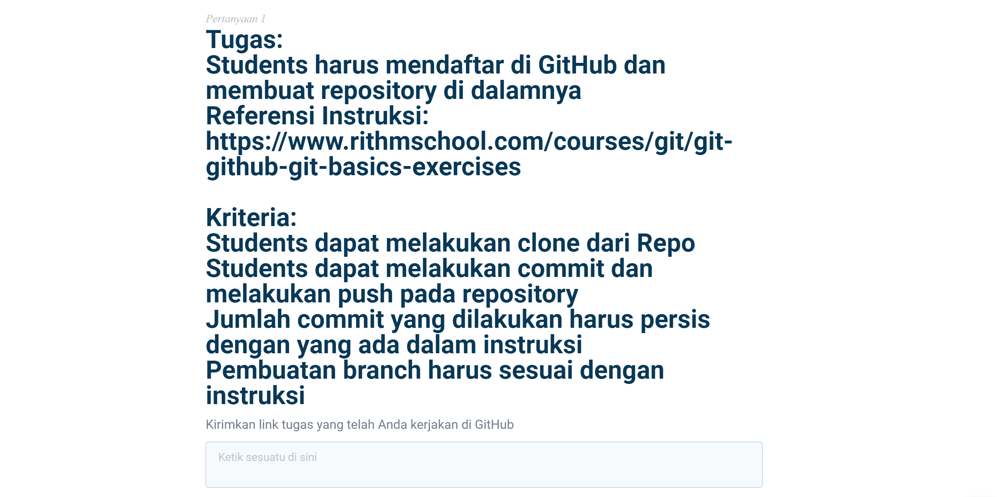 Pertanyaan 1
Tugas:
Students harus mendaftar di GitHub dan
membuat repository di dalamnya
Referensi Instruksi:
https://www.rithmschool.com/courses/git/git-
github-git-basics-exercises
Kriteria:
Students dapat melakukan clone dari Repo
Students dapat melakukan commit dan
melakukan push pada repository
Jumlah commit yang dilakukan harus persis
dengan yang ada dalam instruksi
Pembuatan branch harus sesuai dengan
instruksi
Kirimkan link tugas yang telah Anda kerjakan di GitHub
Ketik sesuatu di sini